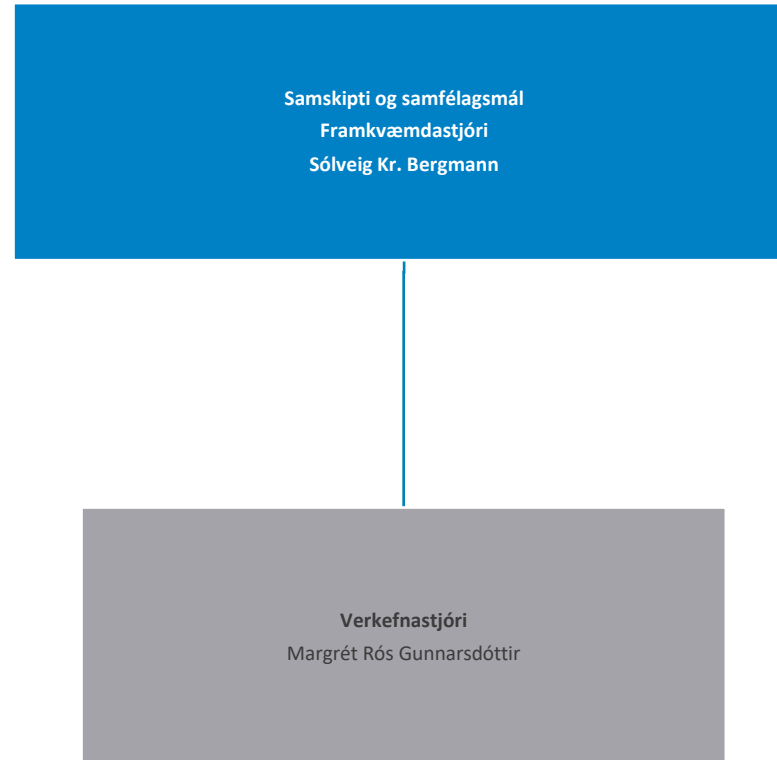 Samskipti og samfélagsmál
Framkvæmdastjóri
Sólveig Kr. Bergmann
Verkefnastjóri
Margrét Rós Gunnarsdóttir